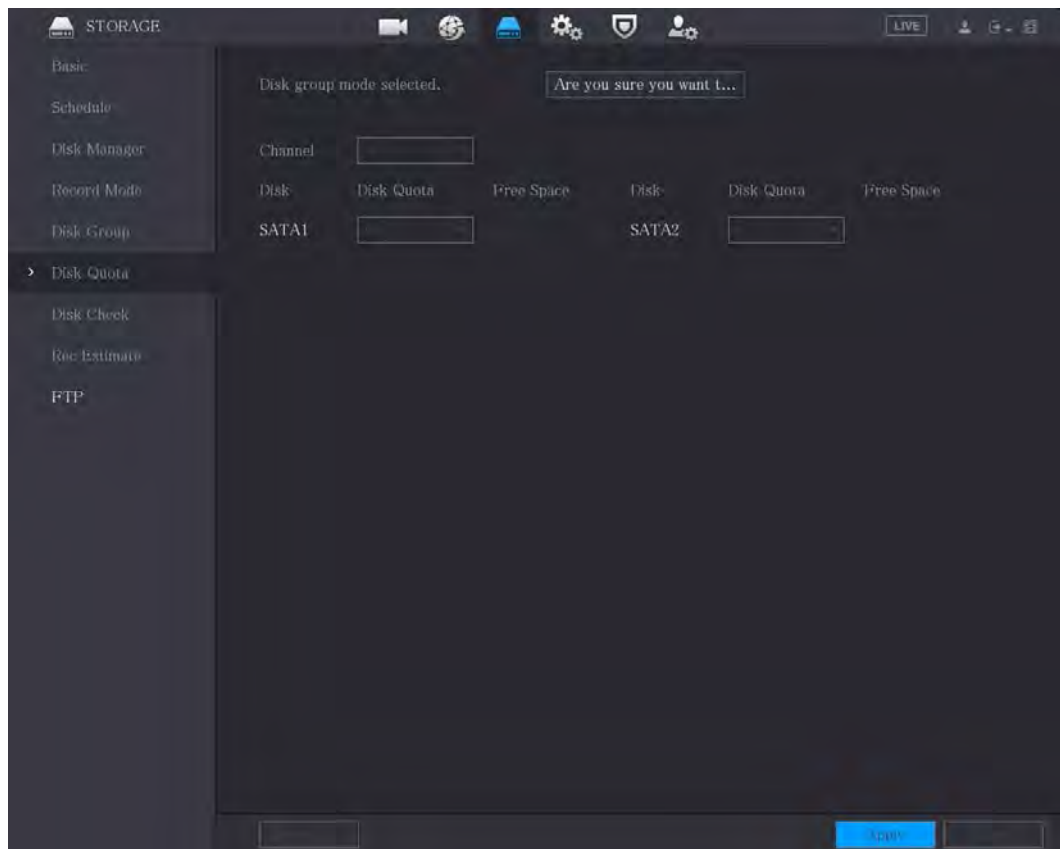 STORAGE LIVE
Basic
Schedule
Disk Manager
Record Mode
Disk Group
Disk Quota
Disk Check
Rec Estimate
FTP
Disk group mode selected. Are you sure you want t...
Channel
Disk Disk Quota Free Space Disk Disk Quota Free Space
SATA1 SATA2
Apply